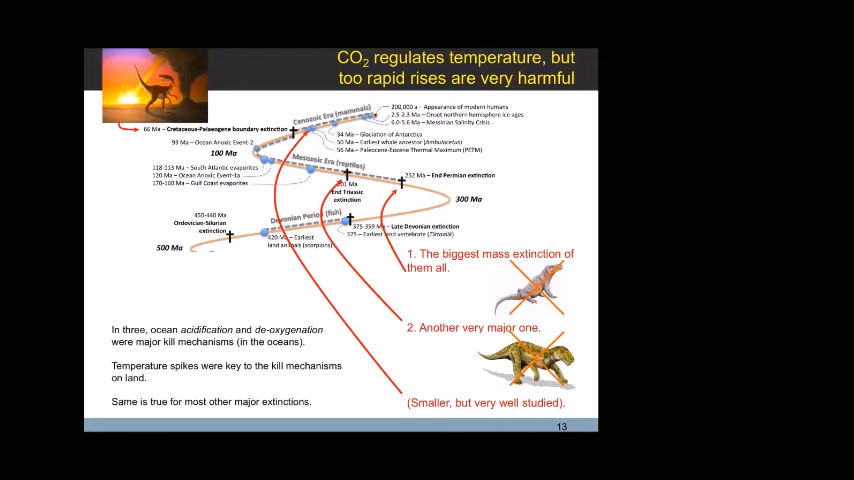 CO2 regulates temperature, but
too rapid rises are very harmful
Cenozoic Era (mammals)
200,000 a – Appearance of modern humans
2.5-2.3 Ma – Onset northern hemisphere ice ages
6.0-5.6 Ma – Messinian Salinity Crisis
66 Ma – Cretaceous-Palaeogene boundary extinction
34 Ma – Glaciation of Antarctica
50 Ma – Earliest whale ancestor (Ambulocetus)
56 Ma – Paleocene-Eocene Thermal Maximum (PETM)
93 Ma – Ocean Anoxic Event-2
100 Ma
Mesozoic Era (reptiles)
118-113 Ma – South Atlantic evaporites
120 Ma – Ocean Anoxic Event-1a
170-160 Ma – Gulf Coast evaporites
252 Ma – End Permian extinction
201 Ma
End Triassic
extinction
300 Ma
450-440 Ma
Ordovician-Silurian
extinction
Devonian Period (fish)
375-359 Ma – Late Devonian extinction
375 – Earliest land vertebrate (Tiktaalik)
420 Ma – Earliest
land animals (scorpions)
500 Ma
1. The biggest mass extinction of
them all.
2. Another very major one.
(Smaller, but very well studied).
In three, ocean acidification and de-oxygenation
were major kill mechanisms (in the oceans).
Temperature spikes were key to the kill mechanisms
on land.
Same is true for most other major extinctions.
13